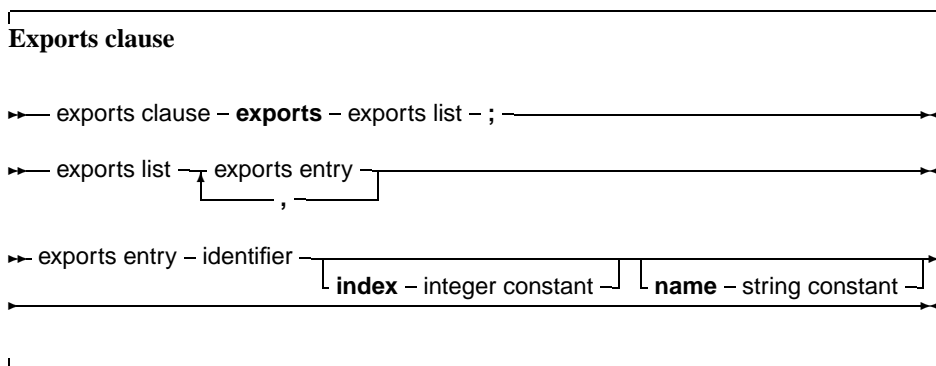 Exports clause
exports clause – exports – exports list – ;
exports list exports entry
,
exports entry – identifier
index – integer constant name – string constant